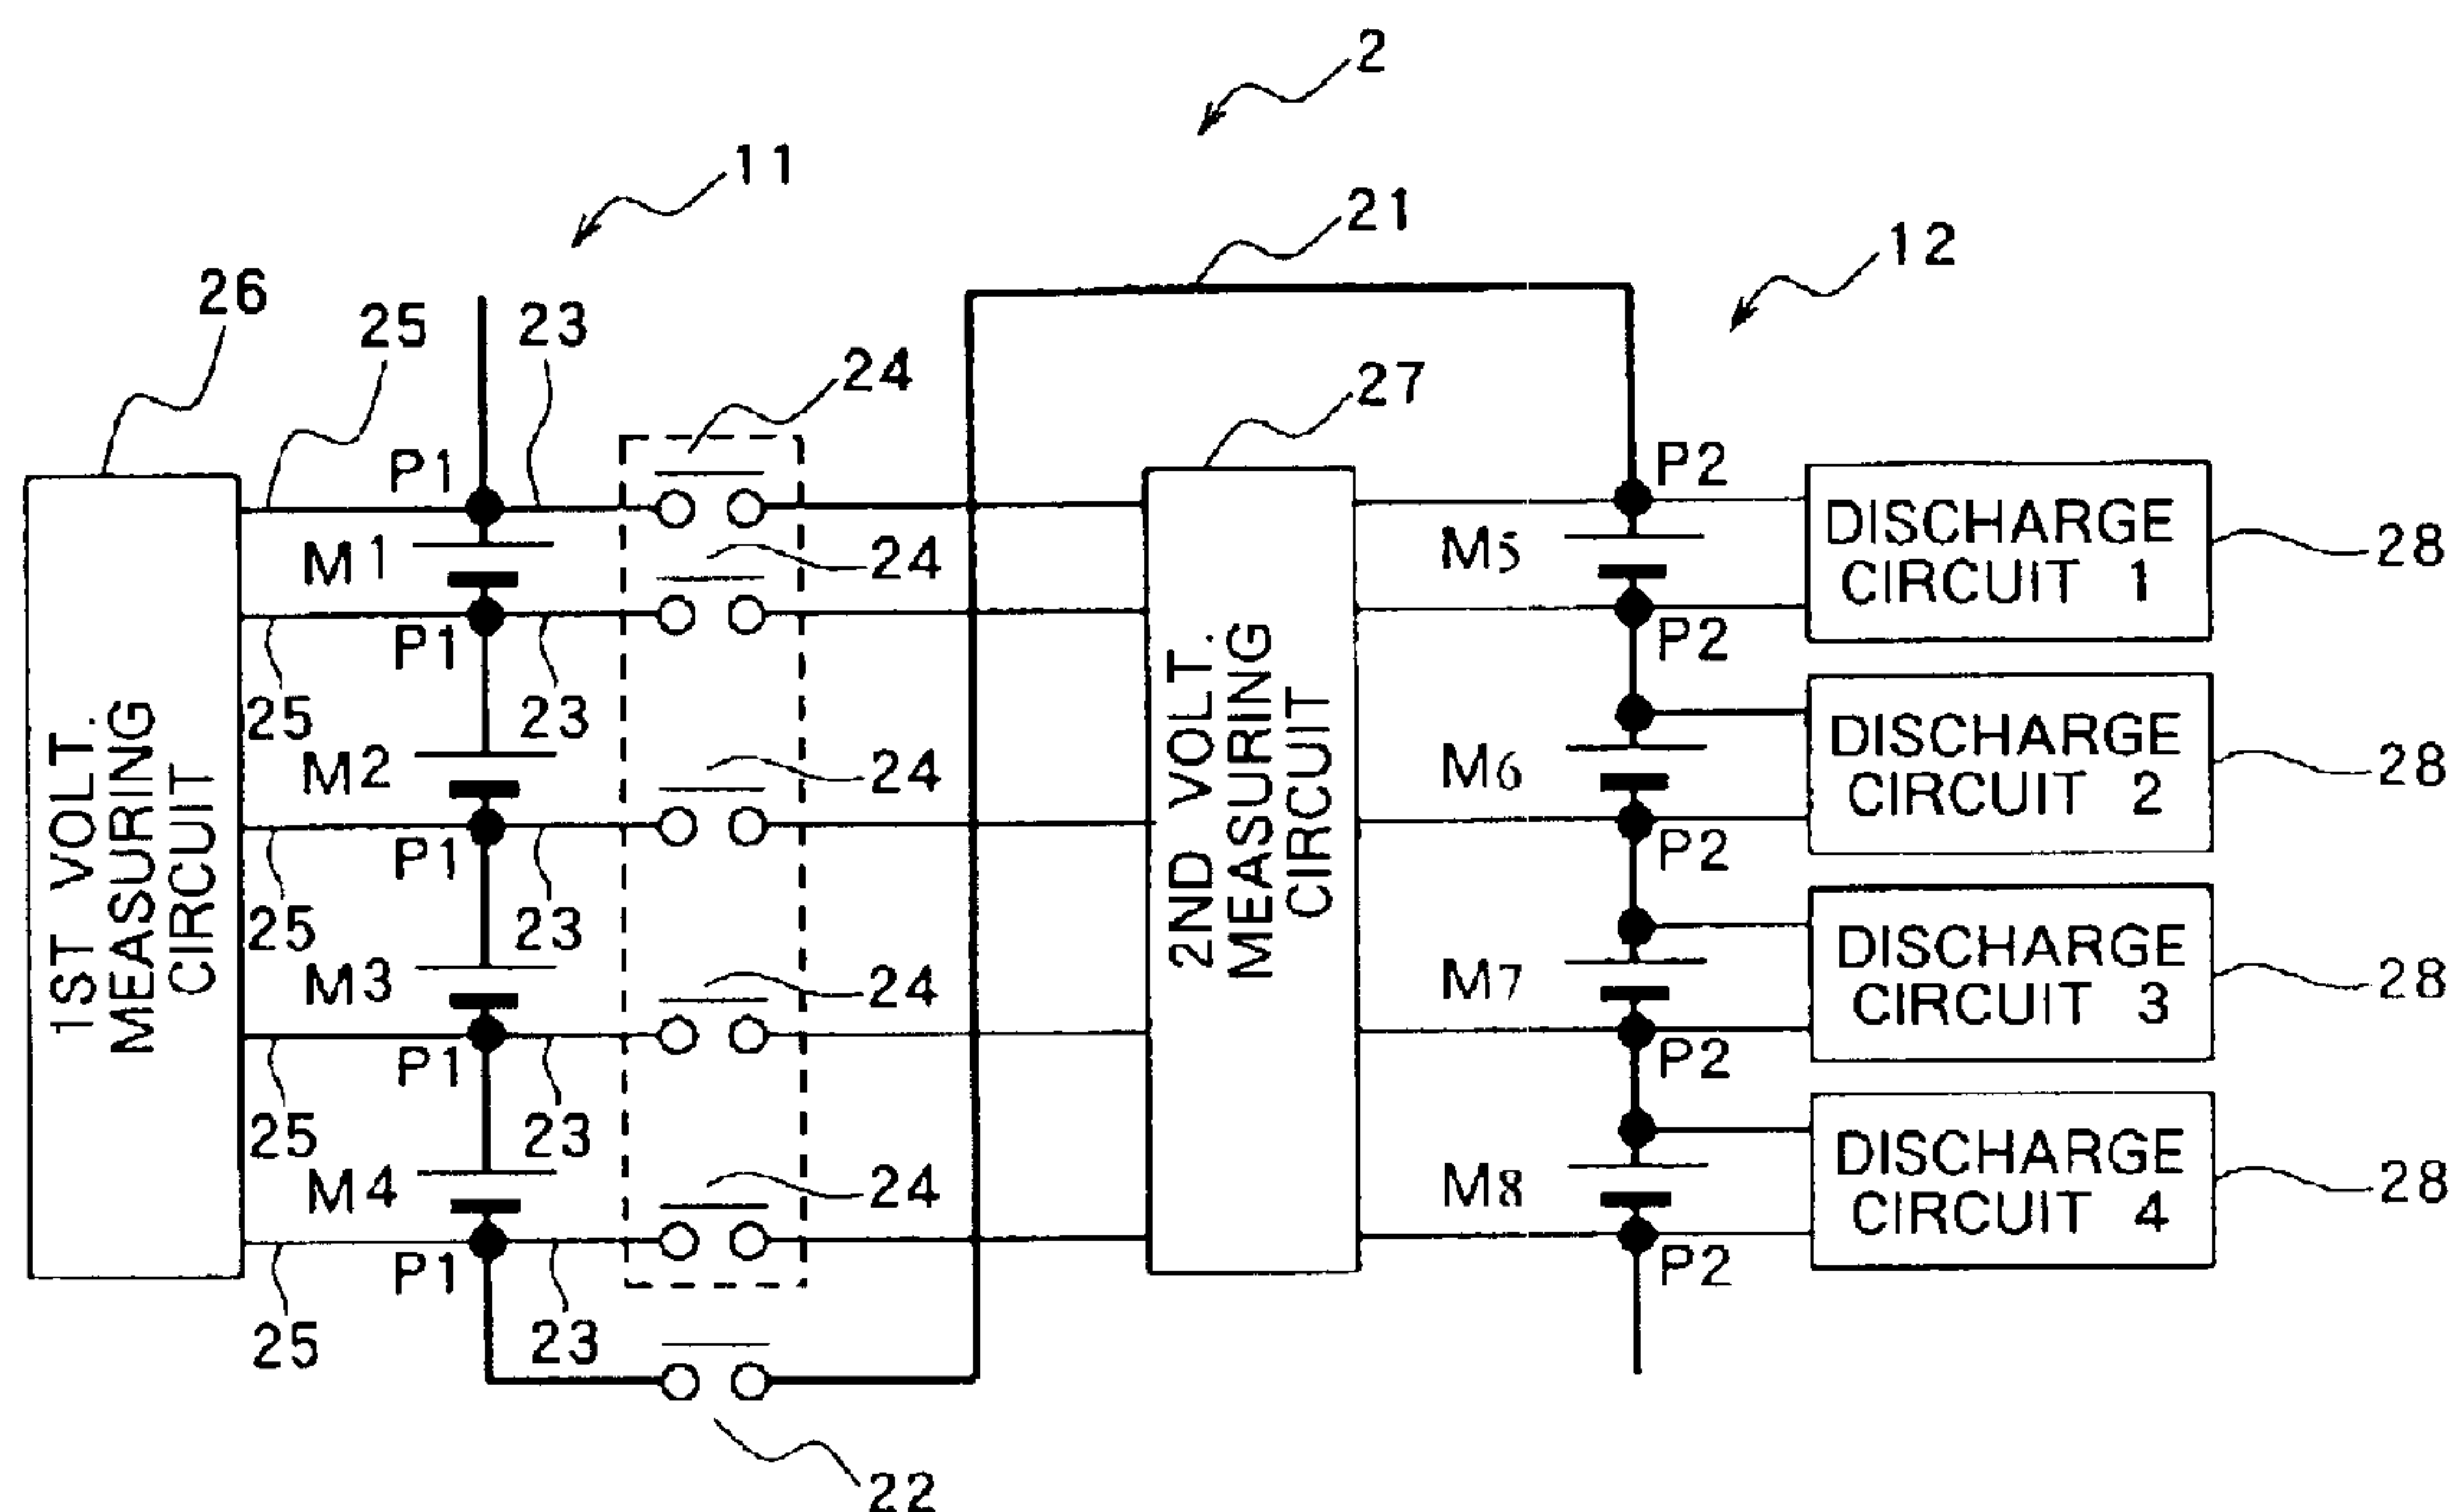 2
11
21
12
26
25
23
24
27
P1
P2
M1
M5
DISCHARGE
CIRCUIT 1
28
24
P1
P2
25
23
M2
24
M6
DISCHARGE
CIRCUIT 2
28
P1
P2
25
23
M3
24
M7
DISCHARGE
CIRCUIT 3
28
P1
P2
25
23
M4
24
M8
DISCHARGE
CIRCUIT 4
28
P1
P2
25
23
22
1ST VOLT.
MEASURING
CIRCUIT
2ND VOLT.
MEASURING
CIRCUIT